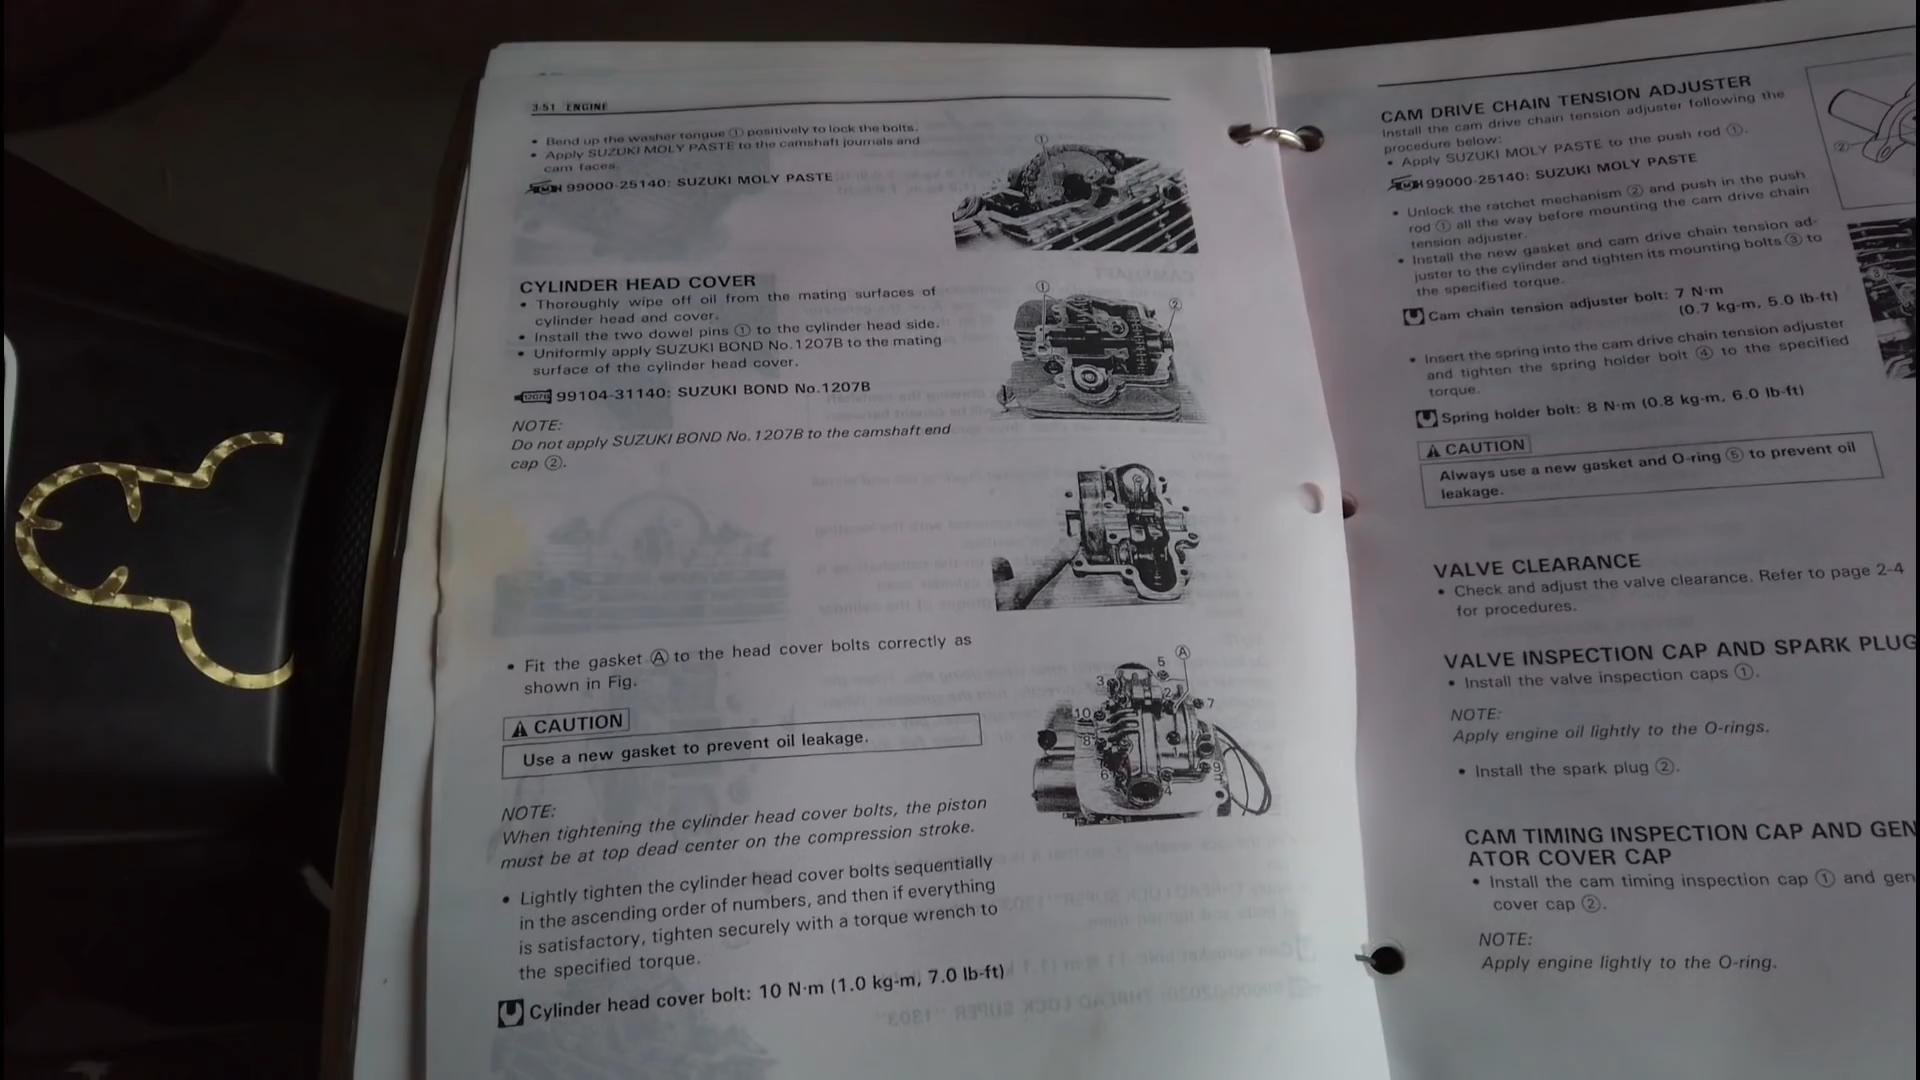 3-51 ENGINE
• Bend up the washer tongue ① positively to lock the bolts.
• Apply SUZUKI MOLY PASTE to the camshaft journals and
cam faces.
99000-25140: SUZUKI MOLY PASTE
CYLINDER HEAD COVER
• Thoroughly wipe off oil from the mating surfaces of
cylinder head and cover.
• Install the two dowel pins ① to the cylinder head side.
• Uniformly apply SUZUKI BOND No.1207B to the mating
surface of the cylinder head cover.
1207B 99104-31140: SUZUKI BOND No.1207B
NOTE:
Do not apply SUZUKI BOND No.1207B to the camshaft end
cap ②.
• Fit the gasket Ⓐ to the head cover bolts correctly as
shown in Fig.
⚠ CAUTION
Use a new gasket to prevent oil leakage.
NOTE:
When tightening the cylinder head cover bolts, the piston
must be at top dead center on the compression stroke.
• Lightly tighten the cylinder head cover bolts sequentially
in the ascending order of numbers, and then if everything
is satisfactory, tighten securely with a torque wrench to
the specified torque.
Cylinder head cover bolt: 10 N·m (1.0 kg-m, 7.0 lb-ft)
①
① ②
Ⓐ
5
3
2
7
10
8
1
6
9
4
CAM DRIVE CHAIN TENSION ADJUSTER
Install the cam drive chain tension adjuster following the
procedure below:
• Apply SUZUKI MOLY PASTE to the push rod ①.
99000-25140: SUZUKI MOLY PASTE
• Unlock the ratchet mechanism ② and push in the push
rod ① all the way before mounting the cam drive chain
tension adjuster.
• Install the new gasket and cam drive chain tension ad-
juster to the cylinder and tighten its mounting bolts ③ to
the specified torque.
Cam chain tension adjuster bolt: 7 N·m
(0.7 kg-m, 5.0 lb-ft)
• Insert the spring into the cam drive chain tension adjuster
and tighten the spring holder bolt ④ to the specified
torque.
Spring holder bolt: 8 N·m (0.8 kg-m, 6.0 lb-ft)
⚠ CAUTION
Always use a new gasket and O-ring ⑤ to prevent oil
leakage.
VALVE CLEARANCE
• Check and adjust the valve clearance. Refer to page 2-4
for procedures.
VALVE INSPECTION CAP AND SPARK PLUG
• Install the valve inspection caps ①.
NOTE:
Apply engine oil lightly to the O-rings.
• Install the spark plug ②.
CAM TIMING INSPECTION CAP AND GEN
ATOR COVER CAP
• Install the cam timing inspection cap ① and gen
cover cap ②.
NOTE:
Apply engine lightly to the O-ring.
②
③